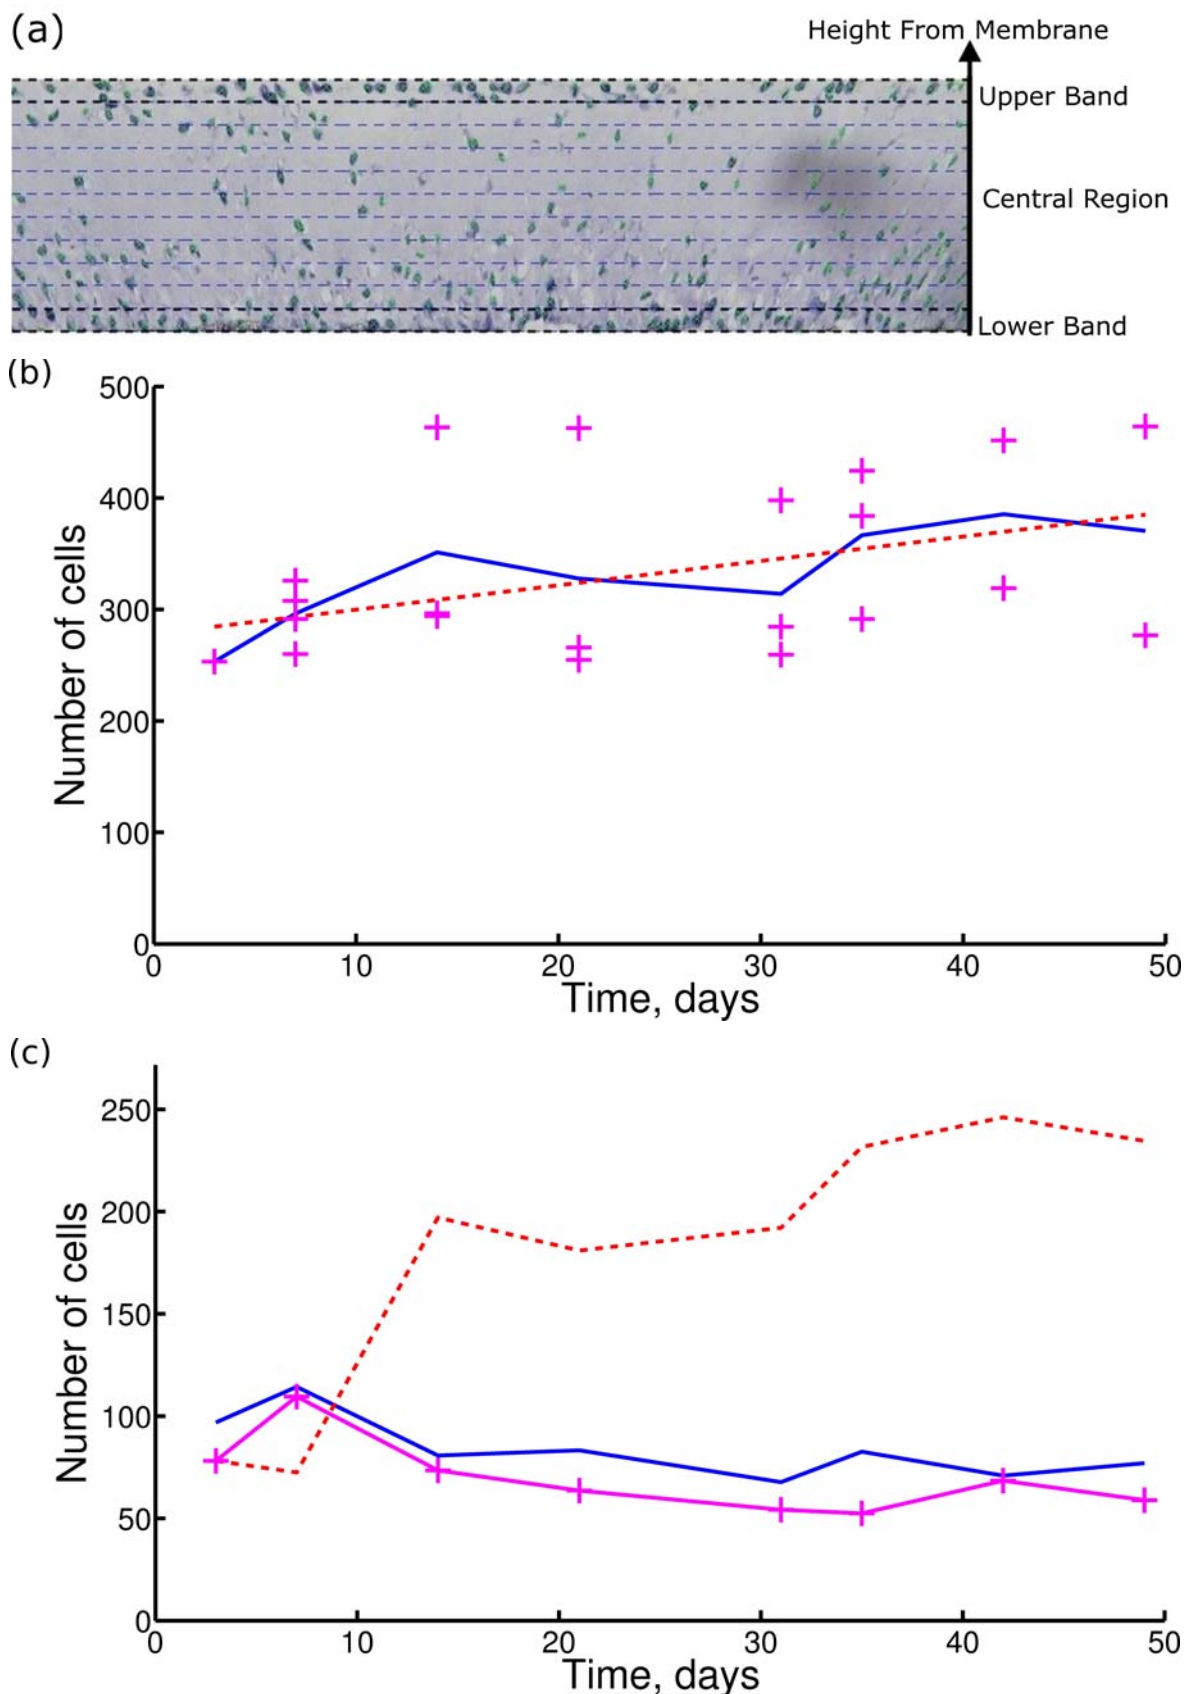 (a)
Height From Membrane
Upper Band
Central Region
Lower Band
(b)
500
400
300
200
100
0
Number of cells
0 10 20 30 40 50
Time, days
(c)
250
200
150
100
50
0
Number of cells
0 10 20 30 40 50
Time, days